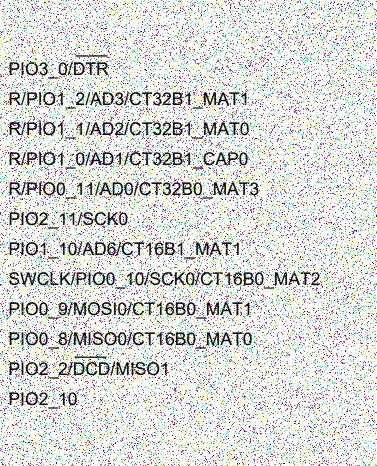 PIO3_0/DTR
R/PIO1_2/AD3/CT32B1_MAT1
R/PIO1_1/AD2/CT32B1_MAT0
R/PIO1_0/AD1/CT32B1_CAP0
R/PIO0_11/AD0/CT32B0_MAT3
PIO2_11/SCK0
PIO1_10/AD6/CT16B1_MAT1
SWCLK/PIO0_10/SCK0/CT16B0_MAT2
PIO0_9/MOSI0/CT16B0_MAT1
PIO0_8/MISO0/CT16B0_MAT0
PIO2_2/DCD/MISO1
PIO2_10